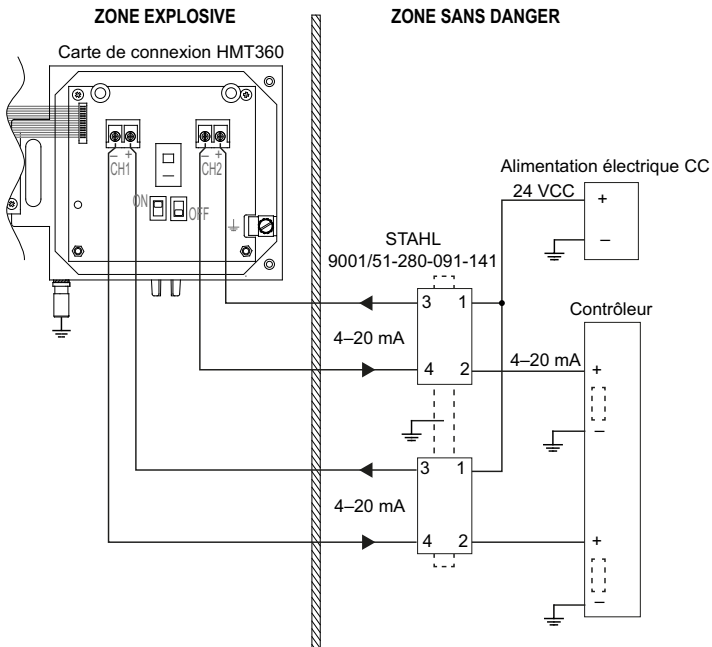 ZONE EXPLOSIVE
ZONE SANS DANGER
Carte de connexion HMT360
– +
CH1
– +
CH2
ON
OFF
Alimentation électrique CC
24 VCC
+
–
STAHL
9001/51-280-091-141
Contrôleur
3 1
4–20 mA
4 2
4–20 mA
+
–
3 1
4–20 mA
4 2
+
–